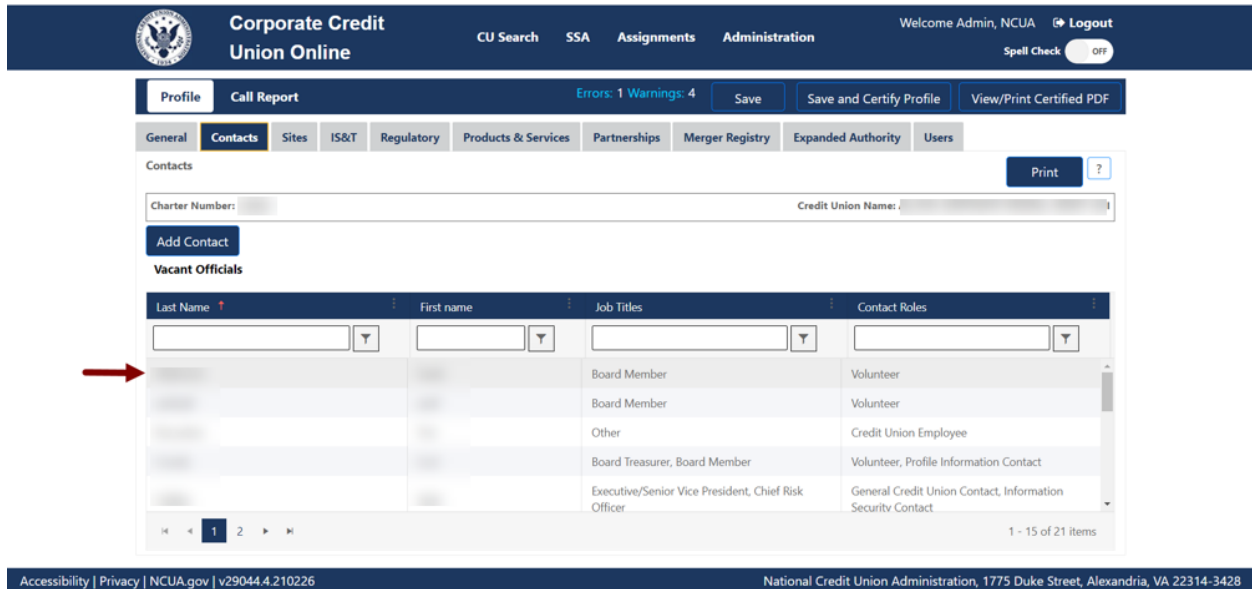 Corporate Credit
Union Online
CU Search SSA Assignments Administration
Welcome Admin, NCUA Logout
Spell Check OFF
Profile Call Report Errors: 1 Warnings: 4 Save Save and Certify Profile View/Print Certified PDF
General Contacts Sites IS&T Regulatory Products & Services Partnerships Merger Registry Expanded Authority Users
Contacts
Print ?
Charter Number: Credit Union Name:
Add Contact
Vacant Officials
Last Name First name Job Titles Contact Roles
Board Member Volunteer
Board Member Volunteer
Other Credit Union Employee
Board Treasurer, Board Member Volunteer, Profile Information Contact
Executive/Senior Vice President, Chief Risk General Credit Union Contact, Information
Officer Security Contact
1 2 1 - 15 of 21 items
Accessibility | Privacy | NCUA.gov | v29044.4.210226 National Credit Union Administration, 1775 Duke Street, Alexandria, VA 22314-3428